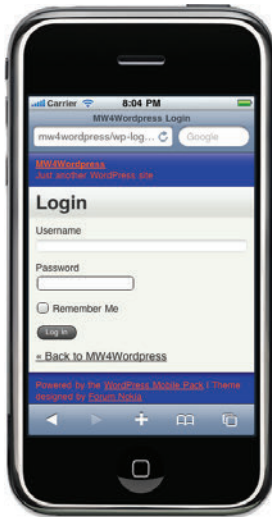 Carrier 8:04 PM
MW4Wordpress Login
mw4wordpress/wp-log... Google
MW4Wordpress
Just another WordPress site
Login
Username
Password
Remember Me
Log In
« Back to MW4Wordpress
Powered by the WordPress Mobile Pack | Theme
designed by Forum Nokia